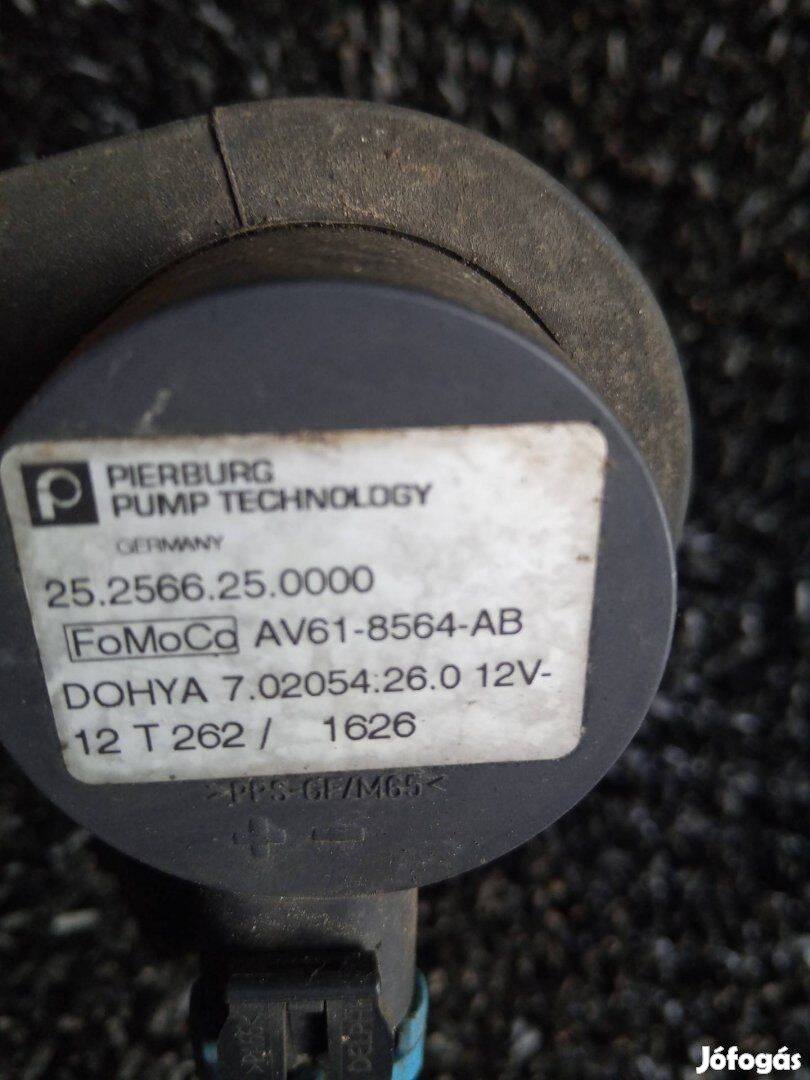 PIERBURG
PUMP TECHNOLOGY
GERMANY
25.2566.25.0000
FoMoCo AV61-8564-AB
DOHYA 7.02054.26.0 12V-
12 T 262 / 1626
>PPS-GF/M65<
+ -
Jófogás